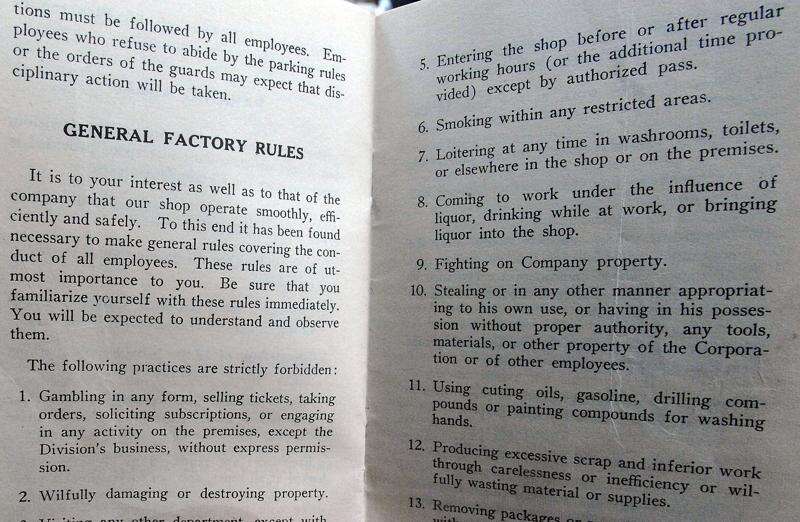 tions must be followed by all employees. Em-
ployees who refuse to abide by the parking rules
or the orders of the guards may expect that dis-
ciplinary action will be taken.
GENERAL FACTORY RULES
It is to your interest as well as to that of the
company that our shop operate smoothly, effi-
ciently and safely. To this end it has been found
necessary to make general rules covering the con-
duct of all employees. These rules are of ut-
most importance to you. Be sure that you
familiarize yourself with these rules immediately.
You will be expected to understand and observe
them.
The following practices are strictly forbidden:
1. Gambling in any form, selling tickets, taking
orders, soliciting subscriptions, or engaging
in any activity on the premises, except the
Division's business, without express permis-
sion.
2. Wilfully damaging or destroying property.
3. Visiting any other department, except with
5. Entering the shop before or after regular
working hours (or the additional time pro-
vided) except by authorized pass.
6. Smoking within any restricted areas.
7. Loitering at any time in washrooms, toilets,
or elsewhere in the shop or on the premises.
8. Coming to work under the influence of
liquor, drinking while at work, or bringing
liquor into the shop.
9. Fighting on Company property.
10. Stealing or in any other manner appropriat-
ing to his own use, or having in his posses-
sion without proper authority, any tools,
materials, or other property of the Corpora-
tion or of other employees.
11. Using cuting oils, gasoline, drilling com-
pounds or painting compounds for washing
hands.
12. Producing excessive scrap and inferior work
through carelessness or inefficiency or wil-
fully wasting material or supplies.
13. Removing packages